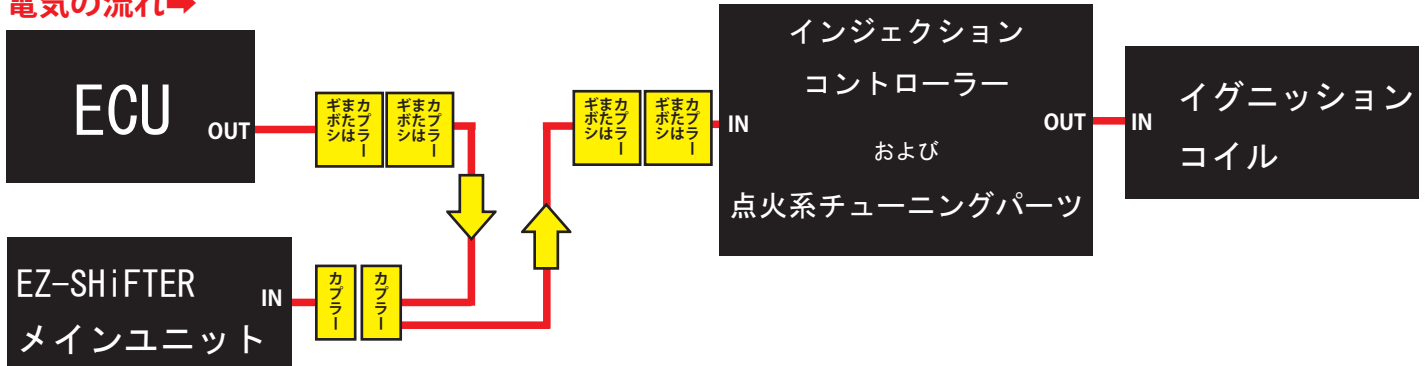 電気の流れ➡
ECU
OUT
カプラー
または
ギボシ
カプラー
または
ギボシ
EZ-SHiFTER
メインユニット
IN
カプラー
カプラー
カプラー
または
ギボシ
カプラー
または
ギボシ
インジェクション
コントローラー
および
点火系チューニングパーツ
IN
OUT
IN
イグニッション
コイル